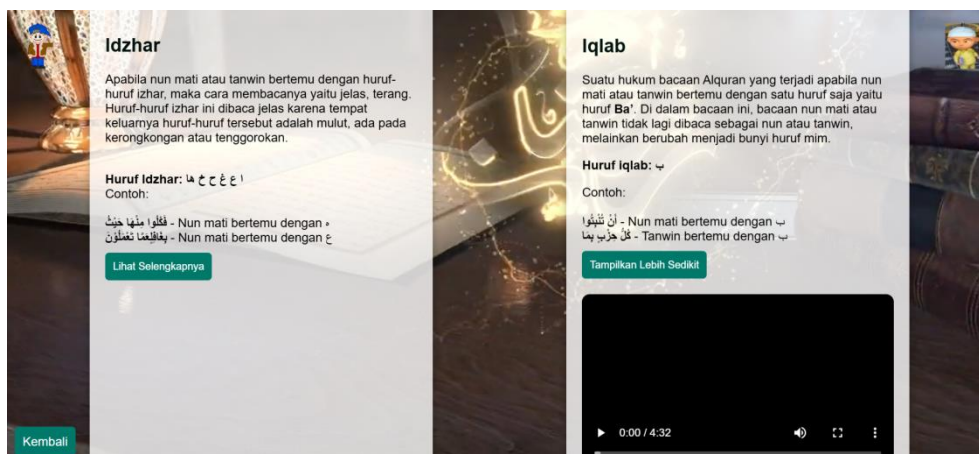 Idzhar
Apabila nun mati atau tanwin bertemu dengan huruf-
huruf izhar, maka cara membacanya yaitu jelas, terang.
Huruf-huruf izhar ini dibaca jelas karena tempat
keluarnya huruf-huruf tersebut adalah mulut, ada pada
kerongkongan atau tenggorokan.
Huruf Idzhar: ا ع غ ح خ ها
Contoh:
فَكُلُوا مِنْهَا حَيْثُ - Nun mati bertemu dengan ه
Nun mati bertemu dengan ع
Lihat Selengkapnya
Kembali
Iqlab
Suatu hukum bacaan Alquran yang terjadi apabila nun
mati atau tanwin bertemu dengan satu huruf saja yaitu
huruf Ba’. Di dalam bacaan ini, bacaan nun mati atau
tanwin tidak lagi dibaca sebagai nun atau tanwin,
melainkan berubah menjadi bunyi huruf mim.
Huruf iqlab: ب
Contoh:
Nun mati bertemu dengan ب
كُلُّ حِزْبٍ بِمَا - Tanwin bertemu dengan ب
Tampilkan Lebih Sedikit
0:00 / 4:32